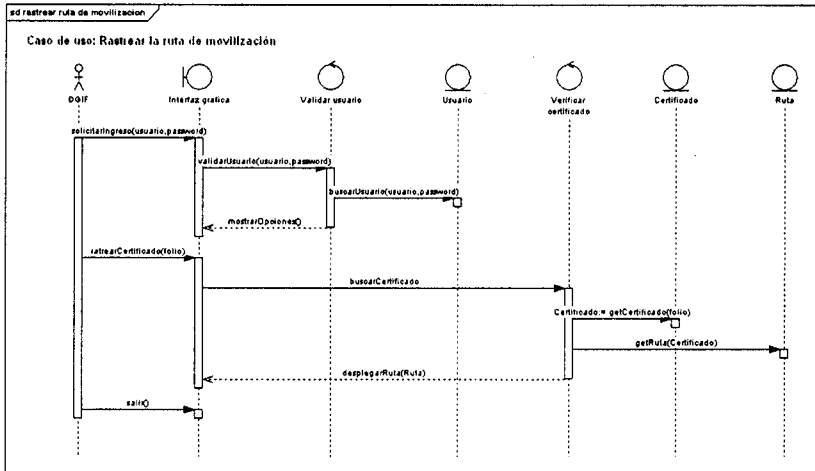 sd rastrear ruta de movilizacion
Caso de uso: Rastrear la ruta de movilización
DGIF
Interfaz grafica
Validar usuario
Usuario
Verificar
certificado
Certificado
Ruta
solicitarIngreso(usuario,password)
validarUsuario(usuario,password)
buscarUsuario(usuario,password)
mostrarOpciones()
ratrearCertificado(folio)
buscarCertificado
Certificado:= getCertificado(folio)
getRuta(Certificado)
desplegarRuta(Ruta)
salir()